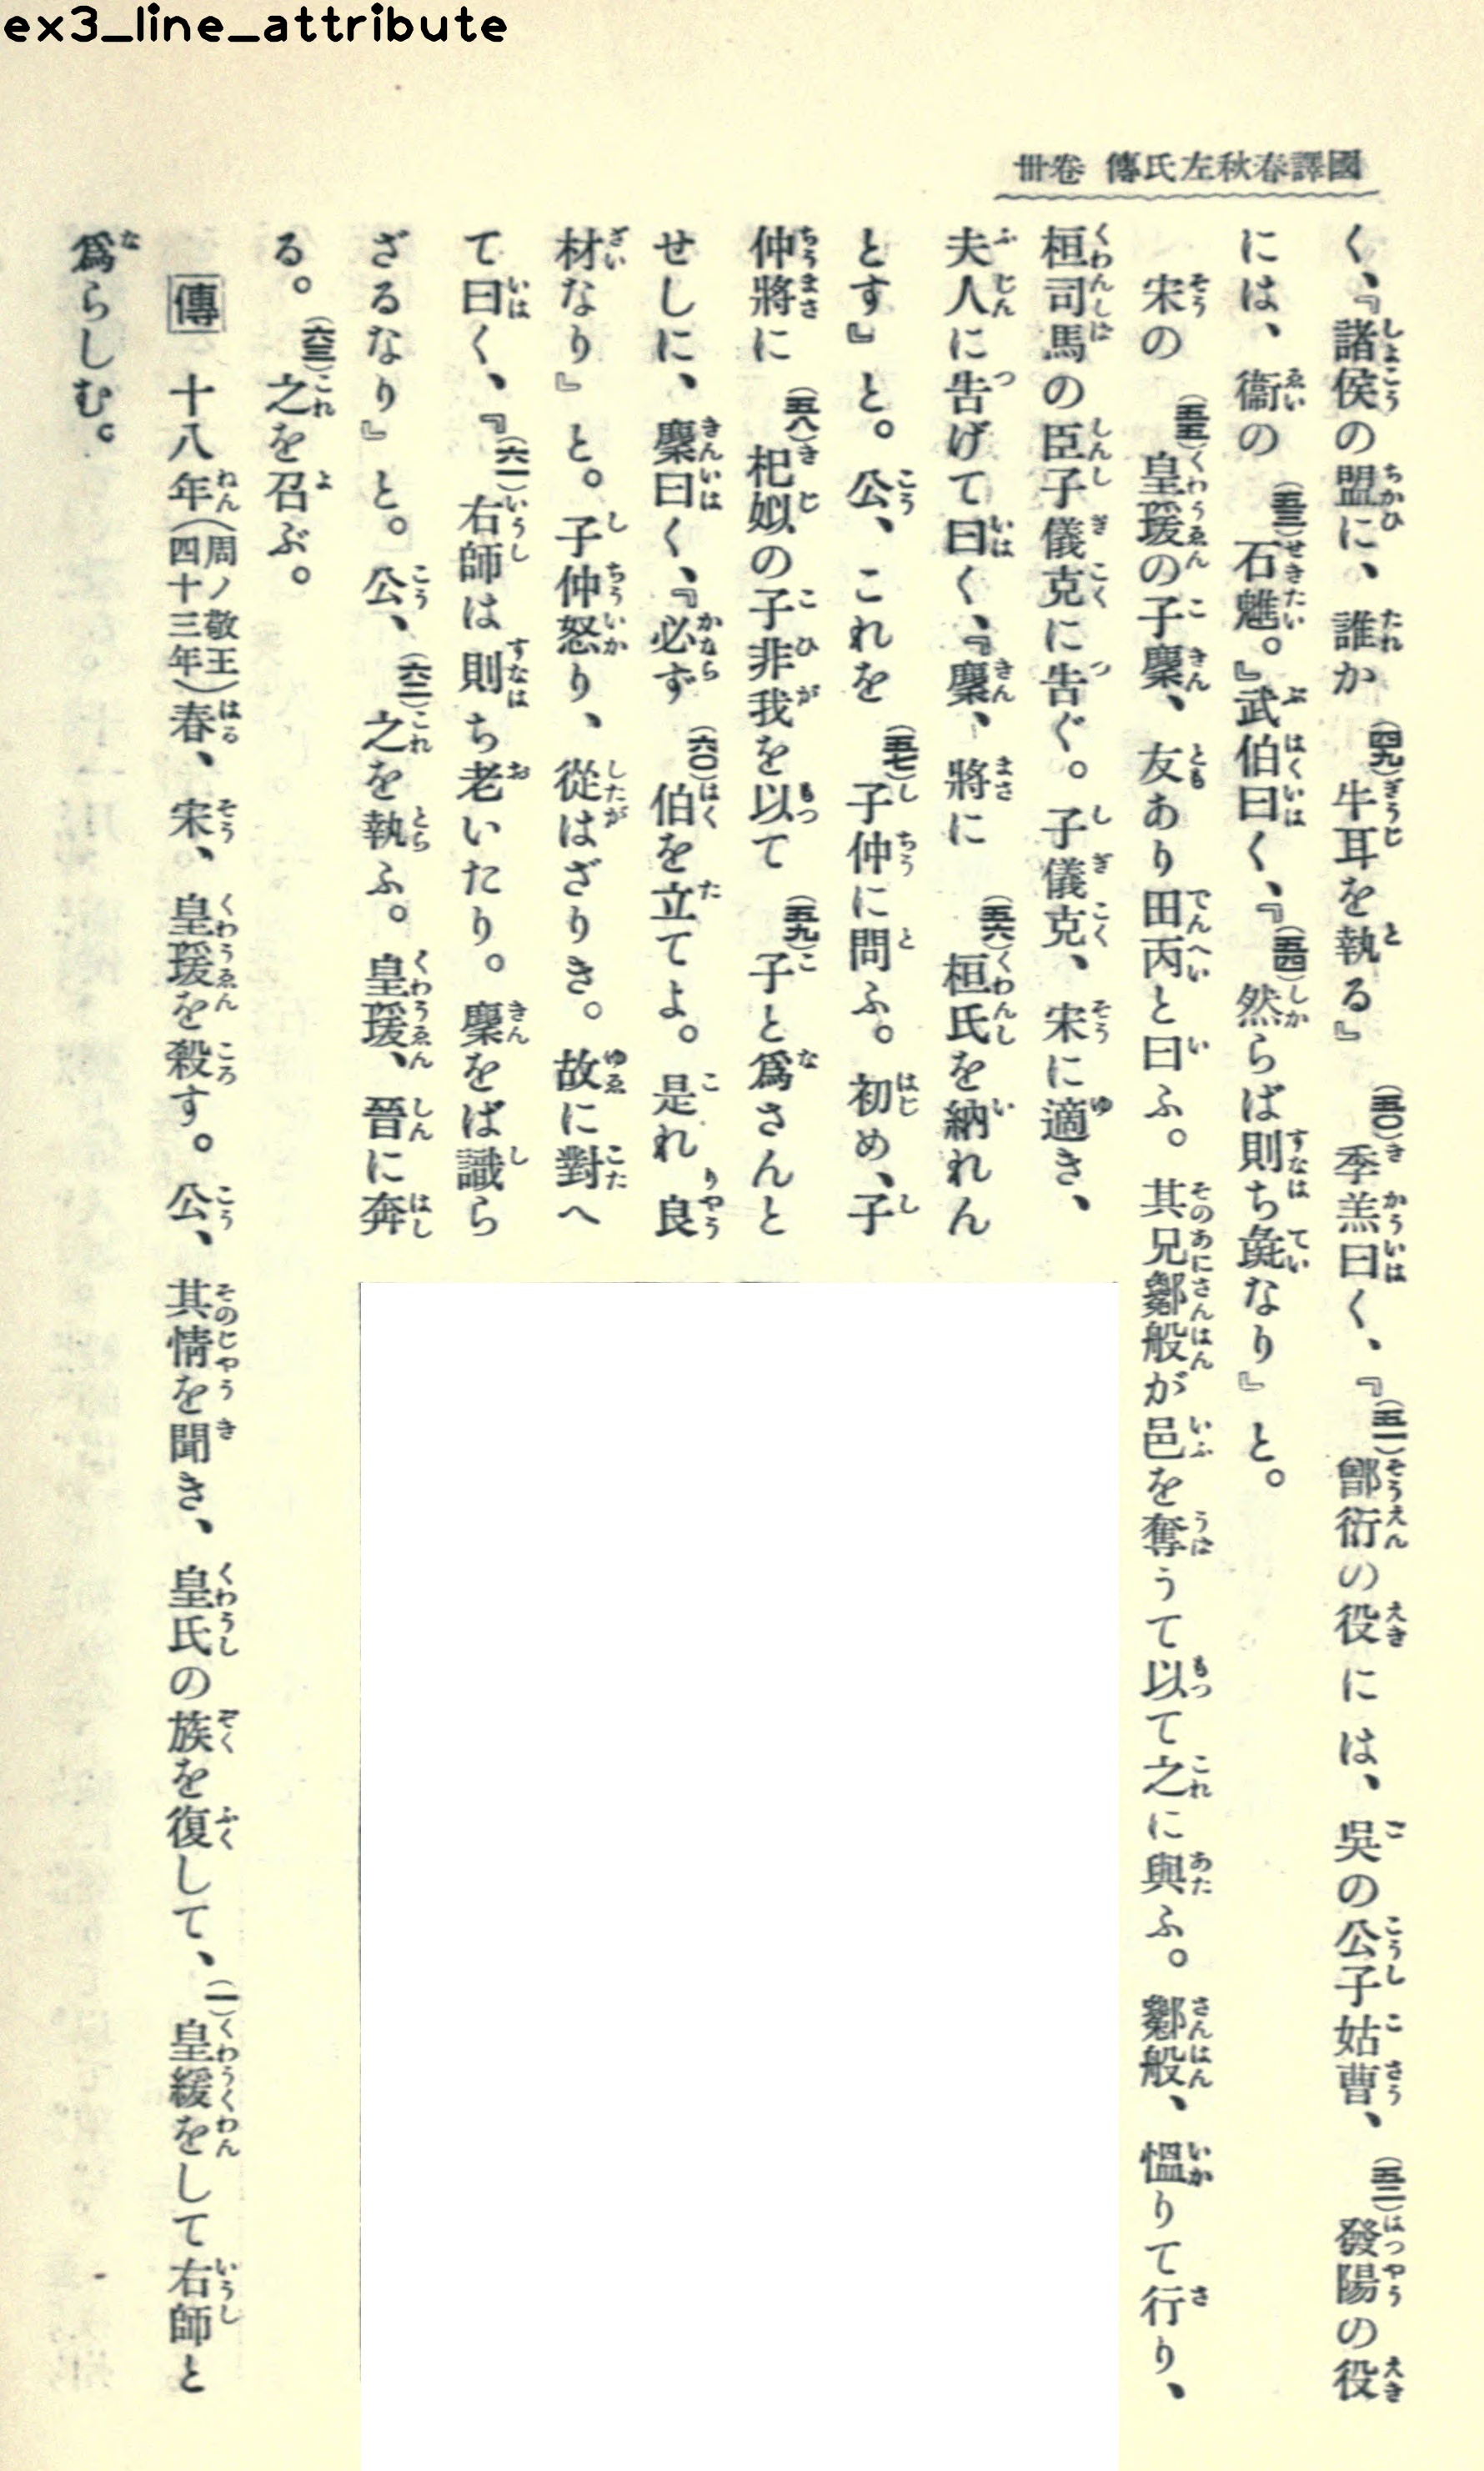 ex3_line_attribute
國譯春秋左氏傳 卷卌
く、『諸侯の盟に、誰か(四九)牛耳を執る』(五〇)季羔曰く、『(五一)鄫衍の役には、吳の公子姑曹、(五二)發陽の役
には、衞の(五三)石魋。』武伯曰く、『(五四)然らば則ち彘なり』と。
宋の(五五)皇瑗の子麇、友あり田丙と曰ふ。其兄酁般が邑を奪うて以て之に與ふ。酁般、慍りて行り、
桓司馬の臣子儀克に告ぐ。子儀克、宋に適き、
夫人に告げて曰く、『麇、將に(五六)桓氏を納れん
とす』と。公、これを(五七)子仲に問ふ。初め、子
仲將に(五八)杞姒の子非我を以て(五九)子と爲さんと
せしに、麇曰く、『必ず(六〇)伯を立てよ。是れ良
材なり』と。子仲怒り、從はざりき。故に對へ
て曰く、『(六一)右師は則ち老いたり。麇をば識ら
ざるなり』と。公、(六二)之を執ふ。皇瑗、晉に奔
る。(六三)之を召ぶ。
傳 十八年(周ノ敬王四十三年)春、宋、皇瑗を殺す。公、其情を聞き、皇氏の族を復して、(一)皇緩をして右師と
爲らしむ。